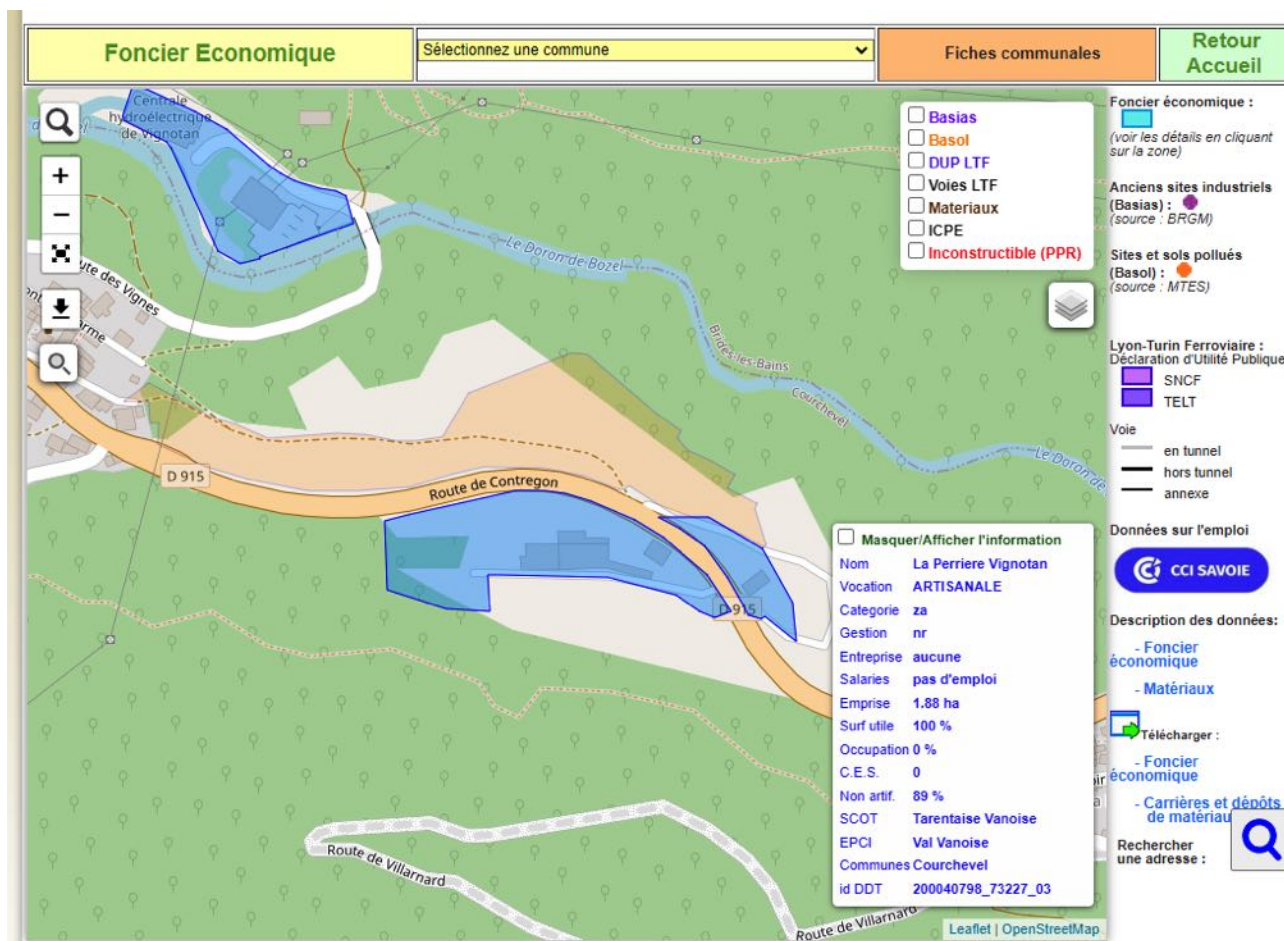 Foncier Economique
Sélectionnez une commune
Fiches communales
Retour
Accueil
Centrale
hydroélectrique
de Vignotan
+
−
Route des Vignes
Le Doron de Bozel
Brides-les-Bains
Courchevel
Le Doron de
D 915
Route de Contregon
D 915
Route de Villarnard
Route de Villarnard
Basias
Basol
DUP LTF
Voies LTF
Materiaux
ICPE
Inconstructible (PPR)
Masquer/Afficher l'information
Nom La Perriere Vignotan
Vocation ARTISANALE
Categorie za
Gestion nr
Entreprise aucune
Salaries pas d'emploi
Emprise 1.88 ha
Surf utile 100 %
Occupation 0 %
C.E.S. 0
Non artif. 89 %
SCOT Tarentaise Vanoise
EPCI Val Vanoise
Communes Courchevel
id DDT 200040798_73227_03
Leaflet | OpenStreetMap
Foncier économique :
(voir les détails en cliquant
sur la zone)
Anciens sites industriels
(Basias) :
(source : BRGM)
Sites et sols pollués
(Basol) :
(source : MTES)
Lyon-Turin Ferroviaire :
Déclaration d'Utilité Publique
SNCF
TELT
Voie
en tunnel
hors tunnel
annexe
Données sur l'emploi
CCI SAVOIE
Description des données:
- Foncier
économique
- Matériaux
Télécharger :
- Foncier
économique
- Carrières et dépôts
de matériau
Rechercher
une adresse :